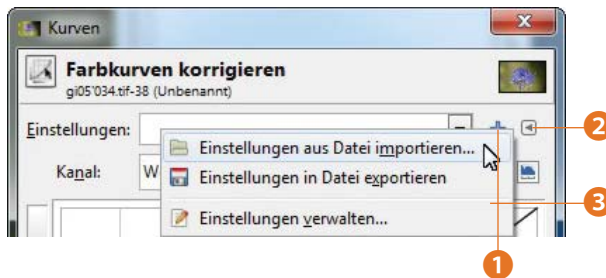 Kurven
Farbkurven korrigieren
gi05'034.tif-38 (Unbenannt)
Einstellungen:
2
Einstellungen aus Datei importieren...
Kanal: W
Einstellungen in Datei exportieren
3
Einstellungen verwalten...
1